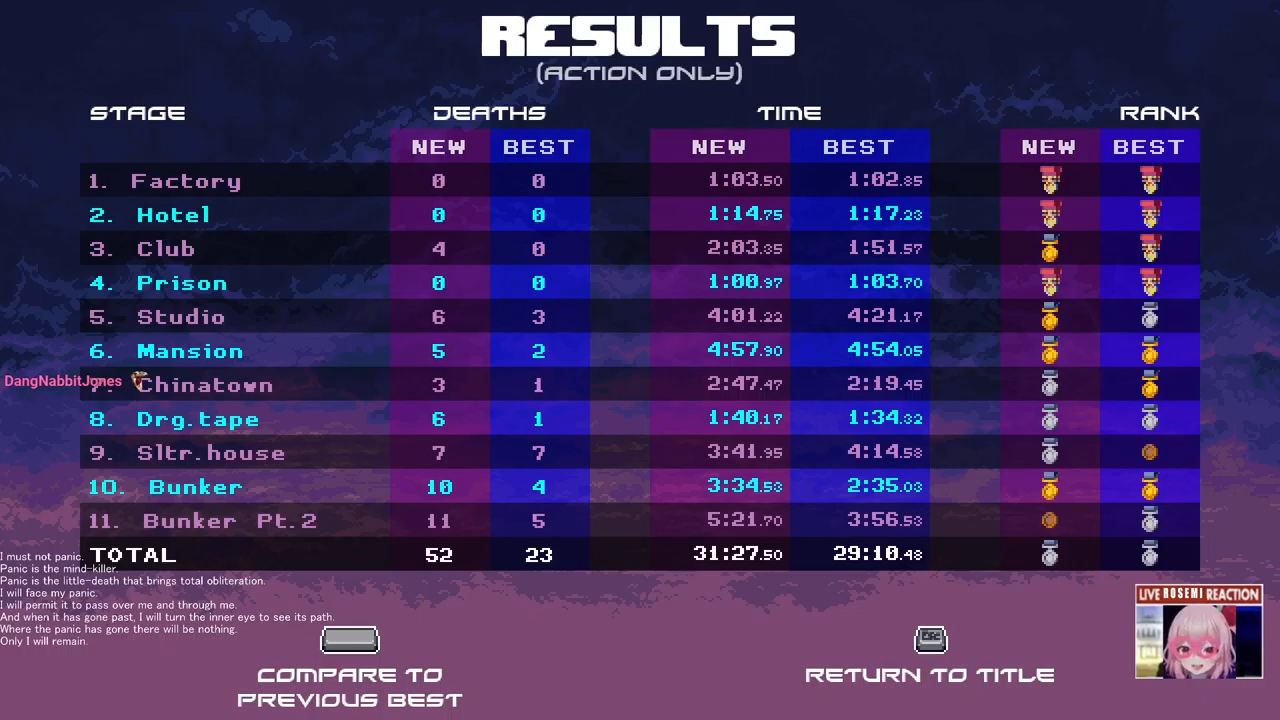 RESULTS
(ACTION ONLY)
STAGE DEATHS TIME RANK
NEW BEST NEW BEST NEW BEST
1. Factory 0 0 1:03.50 1:02.85
2. Hotel 0 0 1:14.75 1:17.23
3. Club 4 0 2:03.85 1:51.57
4. Prison 0 0 1:00.97 1:03.70
5. Studio 6 3 4:01.22 4:21.17
6. Mansion 5 2 4:57.90 4:54.05
DangNabbitJones
7. Chinatown 3 1 2:47.47 2:19.45
8. Drg.tape 6 1 1:40.17 1:34.32
9. Sltr.house 7 7 3:41.95 4:14.58
10. Bunker 10 4 3:34.53 2:35.03
11. Bunker Pt.2 11 5 5:21.70 3:56.53
TOTAL 52 23 31:27.50 29:10.48
I must not panic.
Panic is the mind-killer.
Panic is the little-death that brings total obliteration.
I will face my panic.
I will permit it to pass over me and through me.
And when it has gone past, I will turn the inner eye to see its path.
Where the panic has gone there will be nothing.
Only I will remain.
LIVE ROSEMI REACTION
ESC
COMPARE TO
PREVIOUS BEST
RETURN TO TITLE